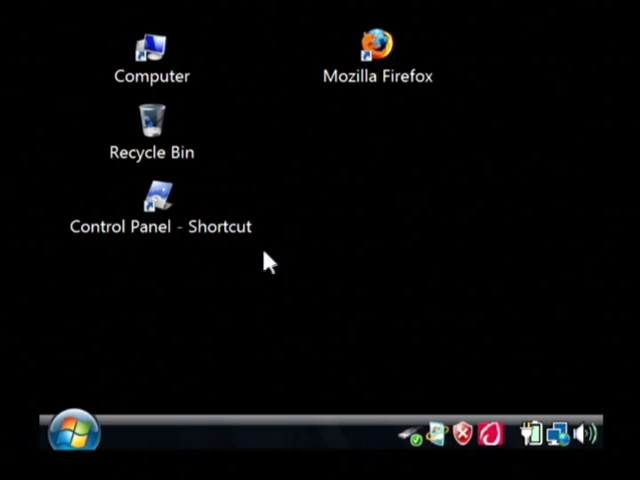 Computer
Mozilla Firefox
Recycle Bin
Control Panel - Shortcut